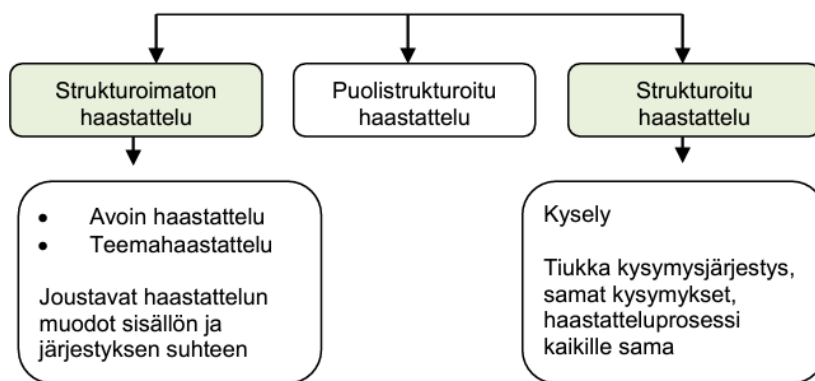 Strukturoimaton
haastattelu
Puolistrukturoitu
haastattelu
Strukturoitu
haastattelu
• Avoin haastattelu
• Teemahaastattelu
Joustavat haastattelun
muodot sisällön ja
järjestyksen suhteen
Kysely
Tiukka kysymysjärjestys,
samat kysymykset,
haastatteluprosessi
kaikille sama